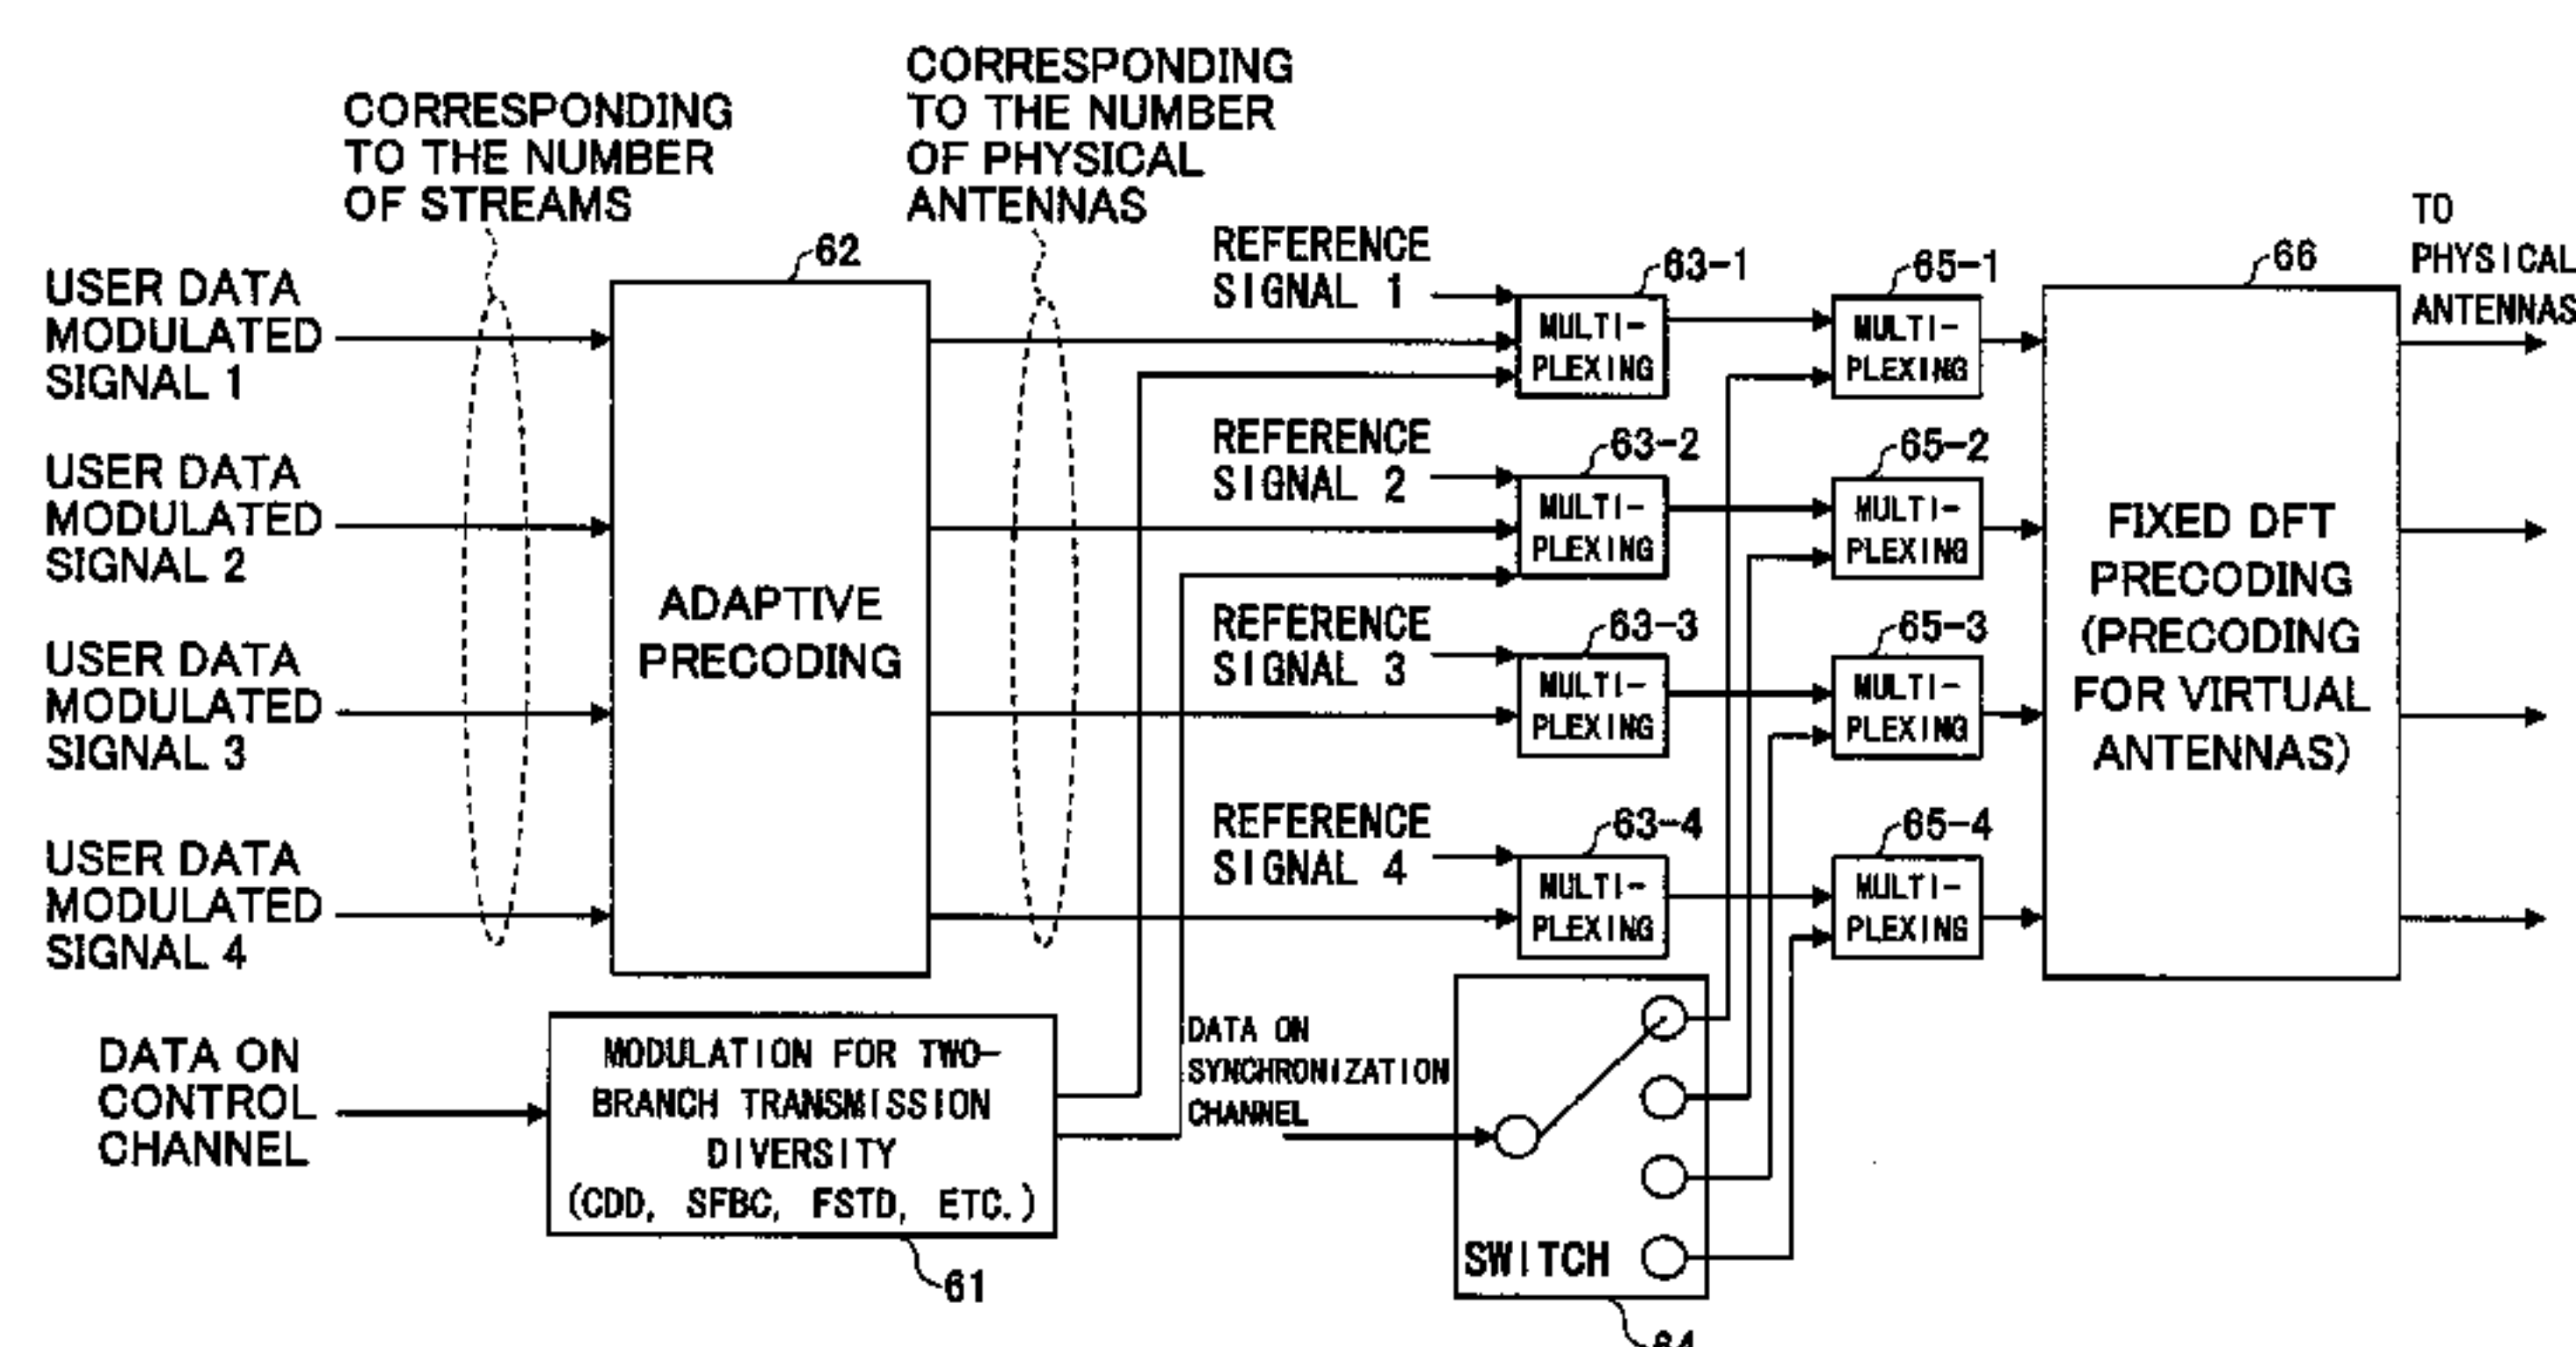 CORRESPONDING
TO THE NUMBER
OF STREAMS
CORRESPONDING
TO THE NUMBER
OF PHYSICAL
ANTENNAS
USER DATA
MODULATED
SIGNAL 1
USER DATA
MODULATED
SIGNAL 2
USER DATA
MODULATED
SIGNAL 3
USER DATA
MODULATED
SIGNAL 4
62
ADAPTIVE
PRECODING
REFERENCE
SIGNAL 1
63-1
MULTI-
PLEXING
65-1
MULTI-
PLEXING
REFERENCE
SIGNAL 2
63-2
MULTI-
PLEXING
65-2
MULTI-
PLEXING
REFERENCE
SIGNAL 3
63-3
MULTI-
PLEXING
65-3
MULTI-
PLEXING
REFERENCE
SIGNAL 4
63-4
MULTI-
PLEXING
65-4
MULTI-
PLEXING
66
FIXED DFT
PRECODING
(PRECODING
FOR VIRTUAL
ANTENNAS)
TO
PHYSICAL
ANTENNAS
DATA ON
CONTROL
CHANNEL
MODULATION FOR TWO-
BRANCH TRANSMISSION
DIVERSITY
(CDD, SFBC, FSTD, ETC.)
61
DATA ON
SYNCHRONIZATION
CHANNEL
SWITCH
64